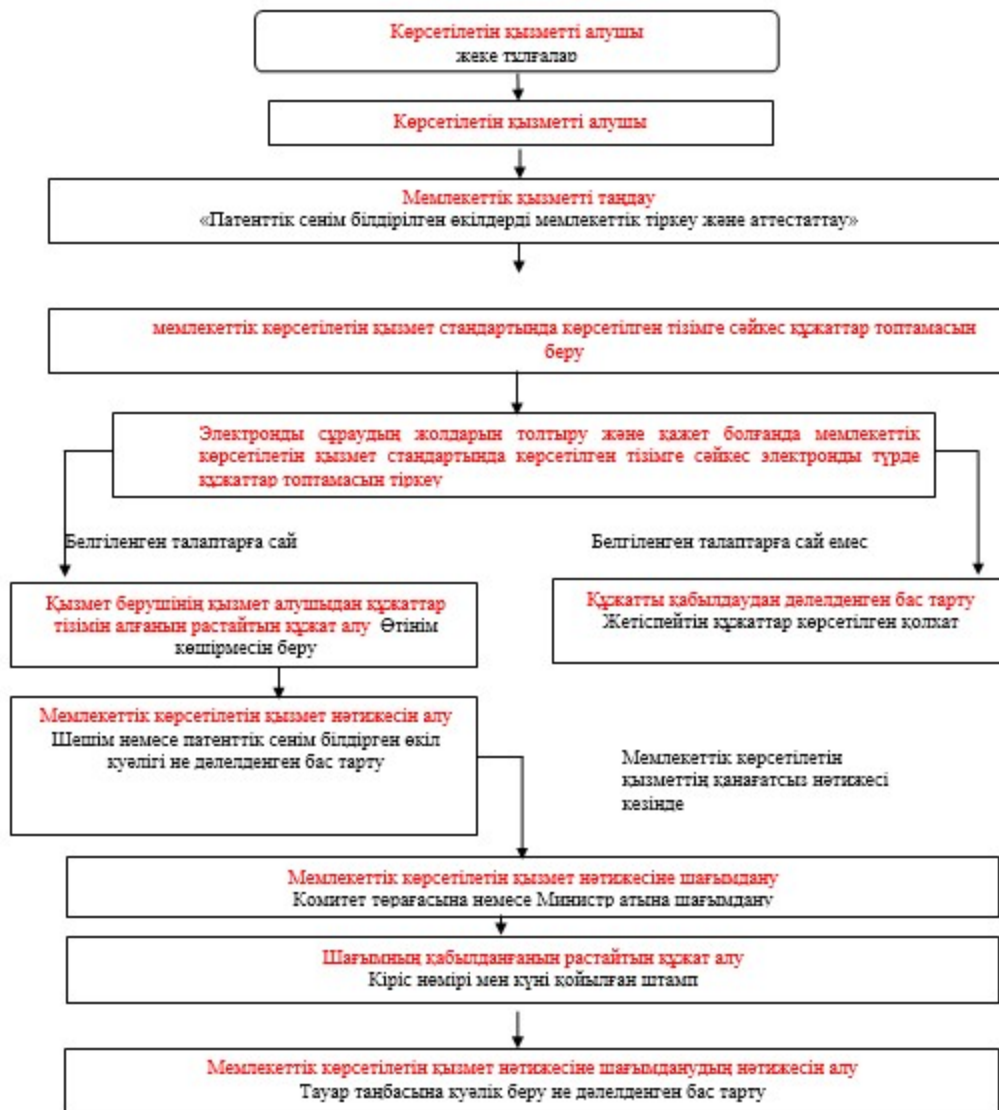 Көрсетілетін қызметті алушы
жеке тұлғалар
Көрсетілетін қызметті алушы
Мемлекеттік қызметті таңдау
«Патенттік сенім білдірілген өкілдерді мемлекеттік тіркеу және аттестаттау»
мемлекеттік көрсетілетін қызмет стандартында көрсетілген тізімге сәйкес құжаттар топтамасын
беру
Электронды сұраудың жолдарын толтыру және қажет болғанда мемлекеттік
көрсетілетін қызмет стандартында көрсетілген тізімге сәйкес электронды түрде
құжаттар топтамасын тіркеу
Белгіленген талаптарға сай
Белгіленген талаптарға сай емес
Қызмет берушінің қызмет алушыдан құжаттар
тізімін алғанын растайтын құжат алу Өтінім
көшірмесін беру
Құжатты қабылдаудан дәлелденген бас тарту
Жетіспейтін құжаттар көрсетілген қолхат
Мемлекеттік көрсетілетін қызмет нәтижесін алу
Шешім немесе патенттік сенім білдірген өкіл
куәлігі не дәлелденген бас тарту
Мемлекеттік көрсетілетін
қызметтің қанағатсыз нәтижесі
кезінде
Мемлекеттік көрсетілетін қызмет нәтижесіне шағымдану
Комитет төрағасына немесе Министр атына шағымдану
Шағымның қабылданғанын растайтын құжат алу
Кіріс нөмірі мен күні қойылған штамп
Мемлекеттік көрсетілетін қызмет нәтижесіне шағымданудың нәтижесін алу
Тауар таңбасына куәлік беру не дәлелденген бас тарту